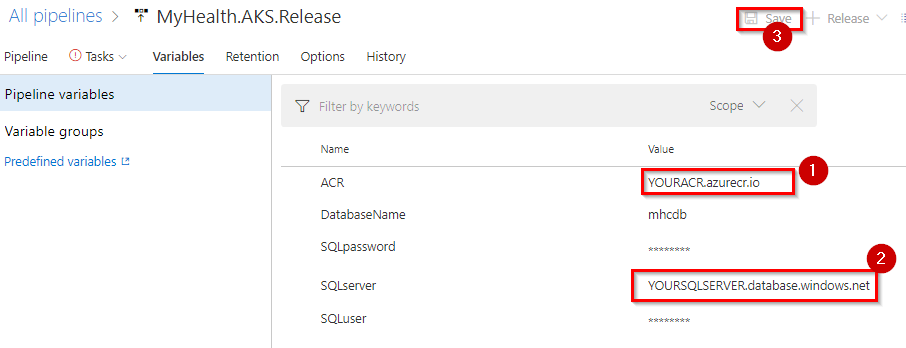 All pipelines > MyHealth.AKS.Release
Save + Release
3
Pipeline Tasks Variables Retention Options History
Pipeline variables
Variable groups
Predefined variables
Filter by keywords Scope
Name Value
1
ACR YOURACR.azurecr.io
DatabaseName mhcdb
SQLpassword ********
2
SQLserver YOURSQLSERVER.database.windows.net
SQLuser ********